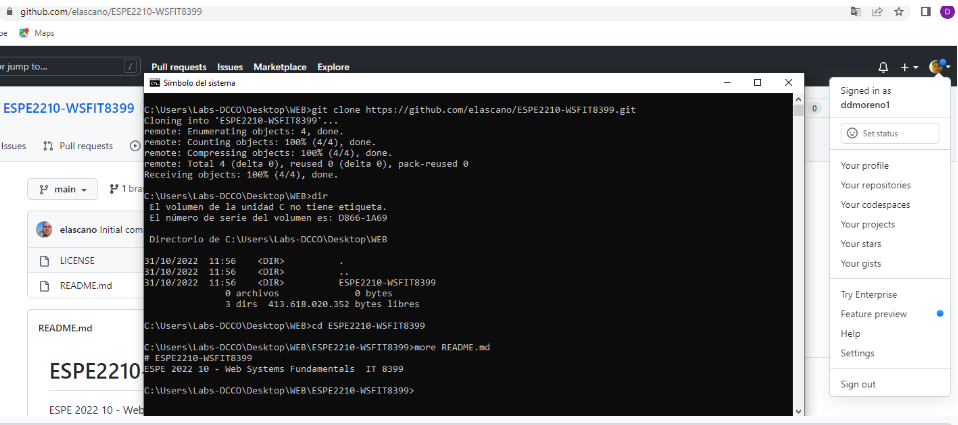 github.com/elascano/ESPE2210-WSFIT8399
D
Maps
or jump to... /
Pull requests Issues Marketplace Explore
ESPE2210-WSFIT8399
0
Issues Pull requests
main
1 bra
elascano Initial com
LICENSE
README.md
README.md
ESPE2210
ESPE 2022 10 - Web
Símbolo del sistema
C:\Users\Labs-DCCO\Desktop\WEB>git clone https://github.com/elascano/ESPE2210-WSFIT8399.git
Cloning into 'ESPE2210-WSFIT8399'...
remote: Enumerating objects: 4, done.
remote: Counting objects: 100% (4/4), done.
remote: Compressing objects: 100% (4/4), done.
remote: Total 4 (delta 0), reused 0 (delta 0), pack-reused 0
Receiving objects: 100% (4/4), done.
C:\Users\Labs-DCCO\Desktop\WEB>dir
El volumen de la unidad C no tiene etiqueta.
El número de serie del volumen es: D866-1A69
Directorio de C:\Users\Labs-DCCO\Desktop\WEB
31/10/2022 11:56 <DIR> .
31/10/2022 11:56 <DIR> ..
31/10/2022 11:56 <DIR> ESPE2210-WSFIT8399
0 archivos 0 bytes
3 dirs 413.618.020.352 bytes libres
C:\Users\Labs-DCCO\Desktop\WEB>cd ESPE2210-WSFIT8399
C:\Users\Labs-DCCO\Desktop\WEB\ESPE2210-WSFIT8399>more README.md
# ESPE2210-WSFIT8399
ESPE 2022 10 - Web Systems Fundamentals IT 8399
C:\Users\Labs-DCCO\Desktop\WEB\ESPE2210-WSFIT8399>
Signed in as
ddmoreno1
Set status
Your profile
Your repositories
Your codespaces
Your projects
Your stars
Your gists
Try Enterprise
Feature preview
Help
Settings
Sign out